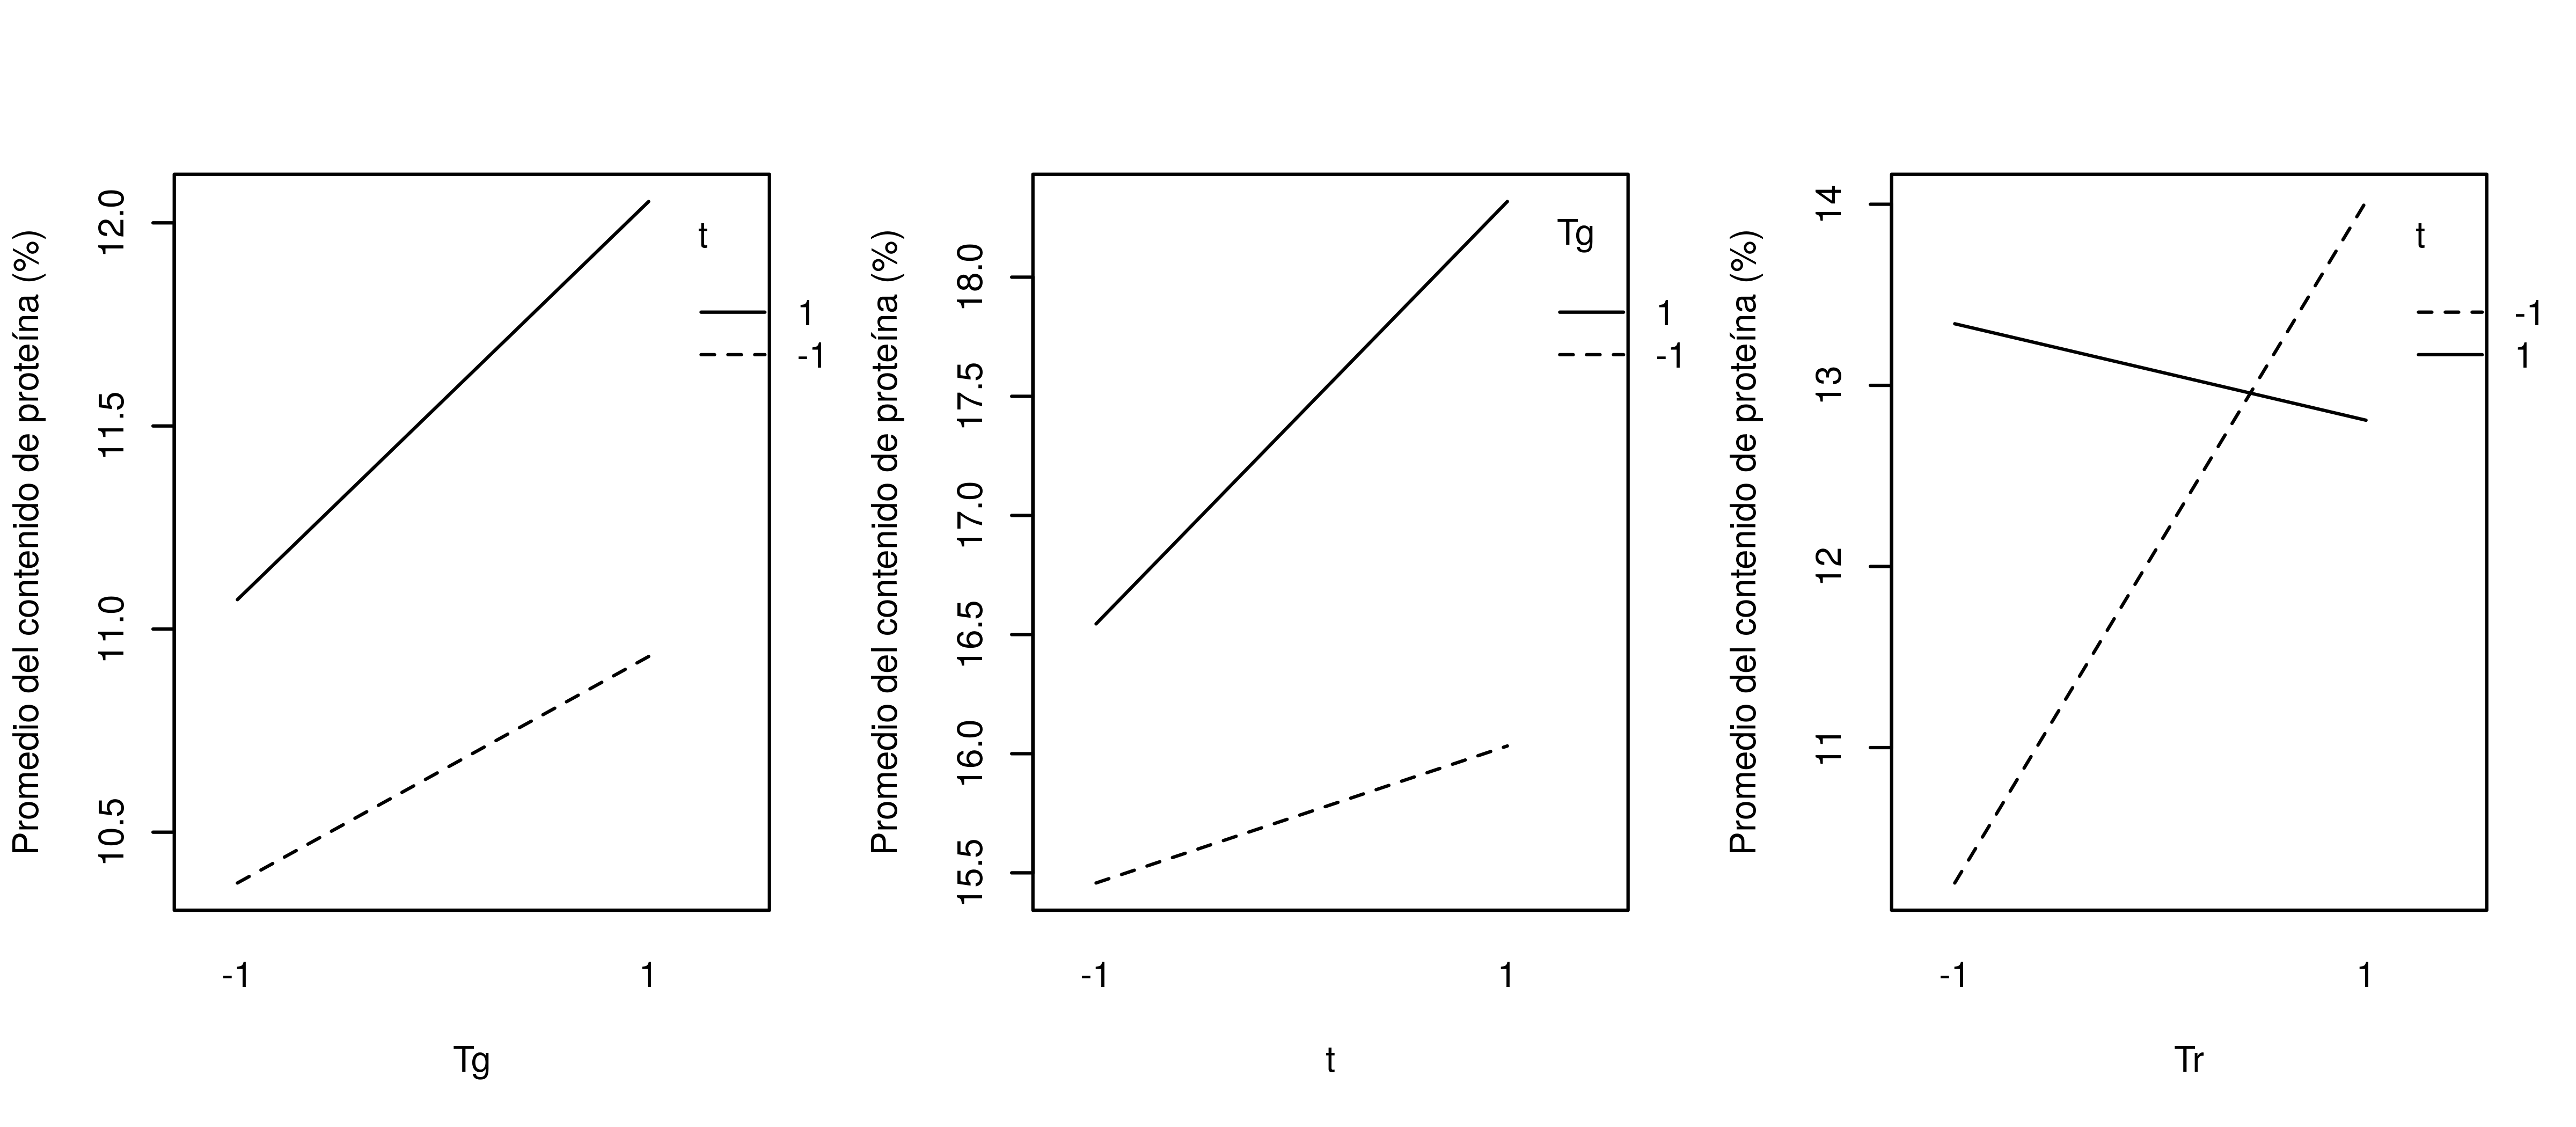 Promedio del contenido de proteína (%)
12.0
11.5
11.0
10.5
-1
1
Tg
t
1
-1
Promedio del contenido de proteína (%)
18.0
17.5
17.0
16.5
16.0
15.5
-1
1
t
Tg
1
-1
Promedio del contenido de proteína (%)
14
13
12
11
-1
1
Tr
t
-1
1